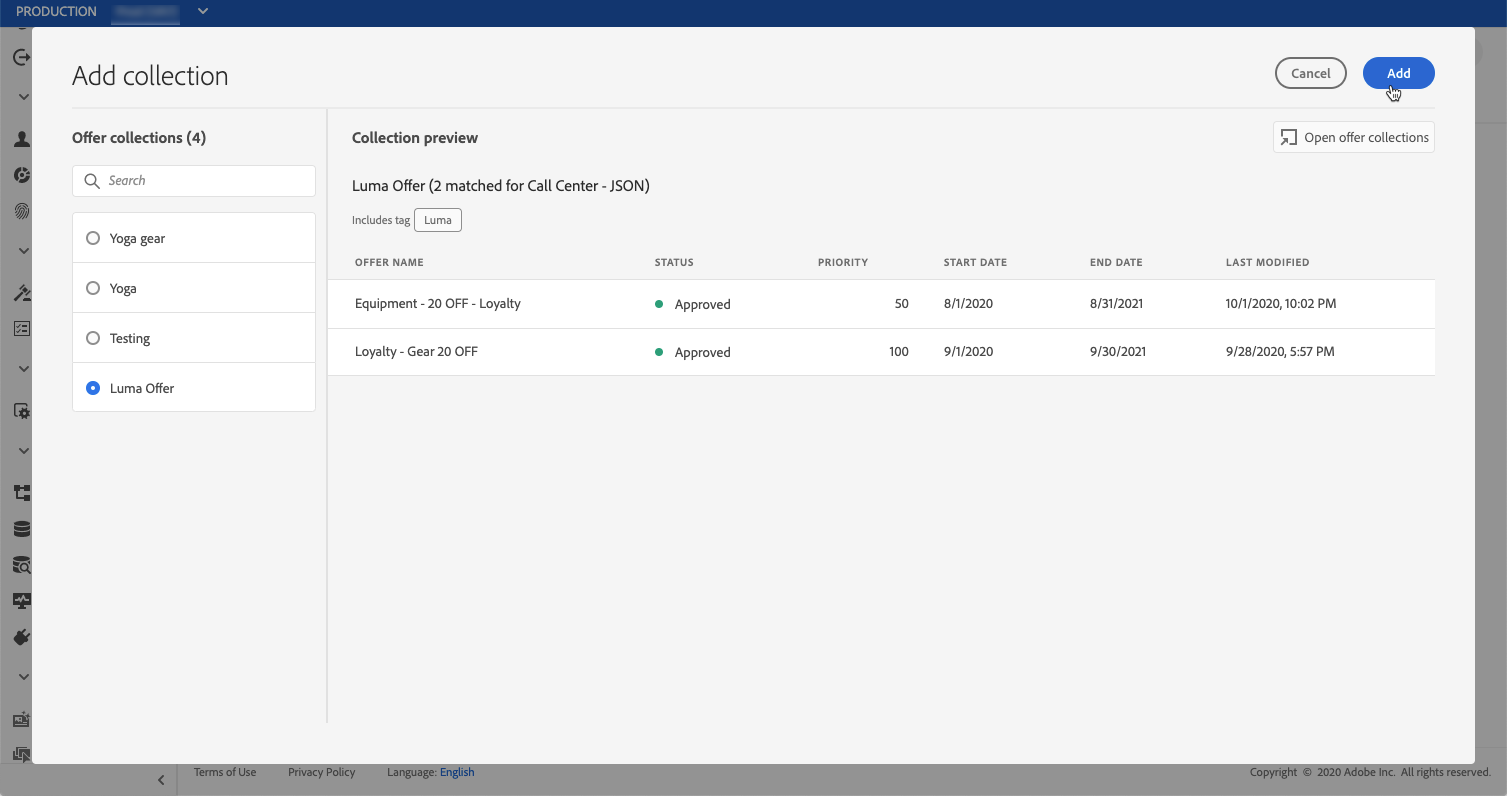 PRODUCTION
Add collection
Cancel
Add
Offer collections (4)
Search
Yoga gear
Yoga
Testing
Luma Offer
Collection preview
Open offer collections
Luma Offer (2 matched for Call Center - JSON)
Includes tag Luma
OFFER NAME STATUS PRIORITY START DATE END DATE LAST MODIFIED
Equipment - 20 OFF - Loyalty Approved 50 8/1/2020 8/31/2021 10/1/2020, 10:02 PM
Loyalty - Gear 20 OFF Approved 100 9/1/2020 9/30/2021 9/28/2020, 5:57 PM
Terms of Use Privacy Policy Language: English Copyright © 2020 Adobe Inc. All rights reserved.